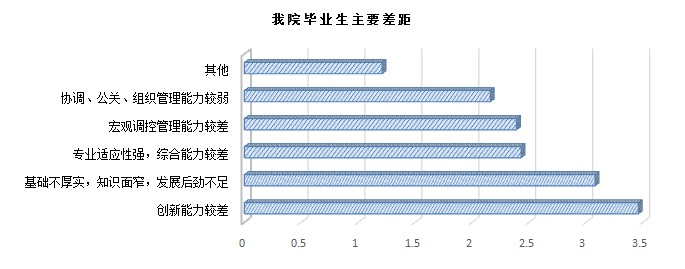 我院毕业生主要差距
其他
协调、公关、组织管理能力较弱
宏观调控管理能力较差
专业适应性强，综合能力较差
基础不厚实，知识面窄，发展后劲不足
创新能力较差
0 0.5 1 1.5 2 2.5 3 3.5